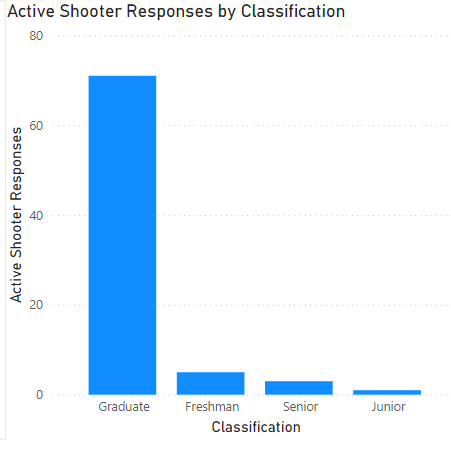 Active Shooter Responses by Classification
80
60
40
20
0
Active Shooter Responses
Graduate Freshman Senior Junior
Classification